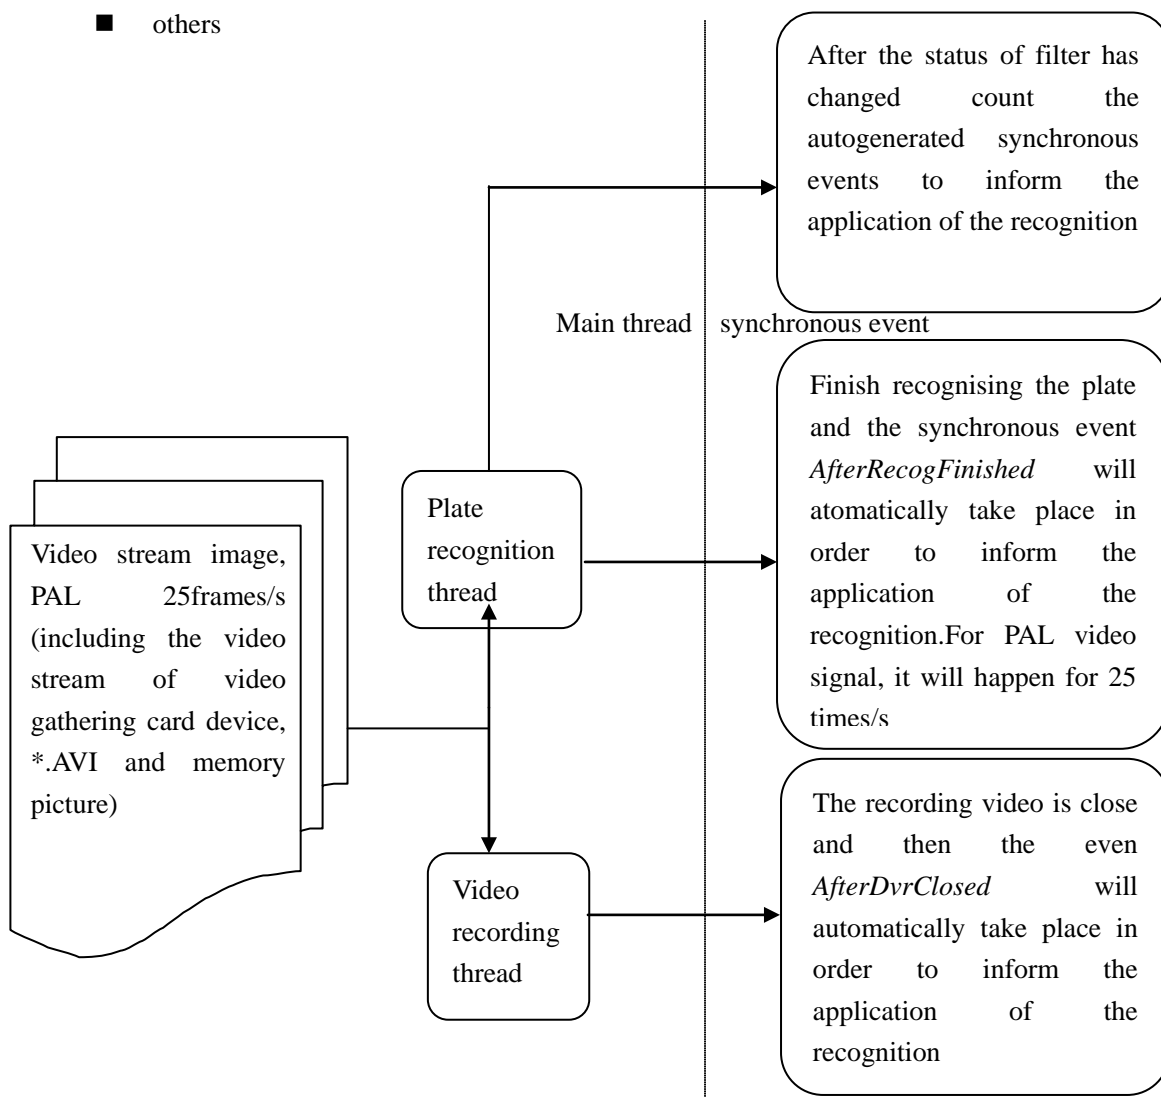 ■ others
After the status of filter has
changed count the
autogenerated synchronous
events to inform the
application of the recognition
Main thread
synchronous event
Finish recognising the plate
and the synchronous event
AfterRecogFinished will
atomatically take place in
order to inform the
application of the
recognition.For PAL video
signal, it will happen for 25
times/s
Plate
recognition
thread
Video stream image,
PAL 25frames/s
(including the video
stream of video
gathering card device,
*.AVI and memory
picture)
Video
recording
thread
The recording video is close
and then the even
AfterDvrClosed will
automatically take place in
order to inform the
application of the
recognition